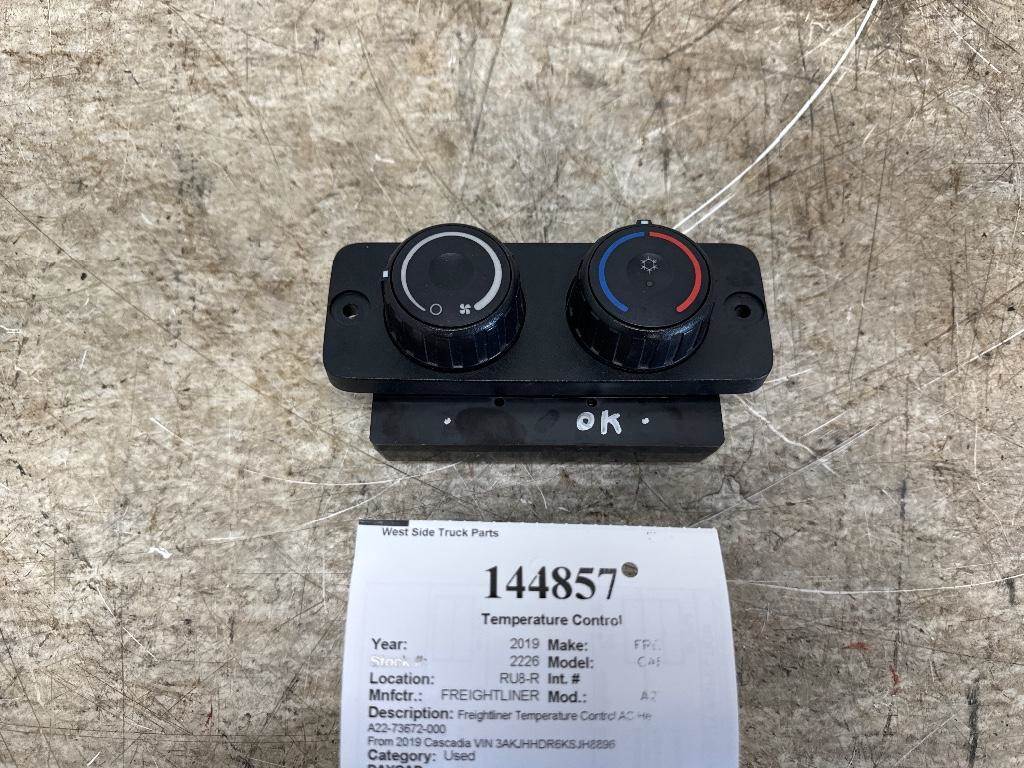 OK
West Side Truck Parts
144857
Temperature Control
Year: 2019 Make:
Stock #: 2226 Model:
Location: RU8-R Int. #
Mnfctr.: FREIGHTLINER Mod.:
Description: Freightliner Temperature Control AC He
A22-73672-000
From 2019 Cascadia VIN 3AKJHHDR6KSJH8896
Category: Used